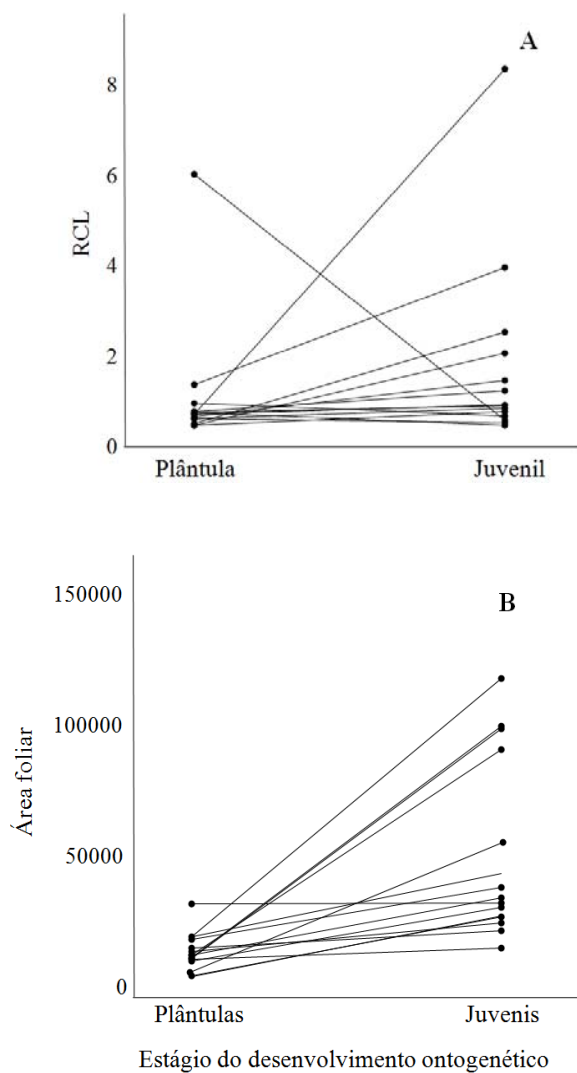 A
8
6
RCL
4
2
0
Plântula Juvenil
150000
B
100000
Área foliar
50000
0
Plântulas Juvenis
Estágio do desenvolvimento ontogenético